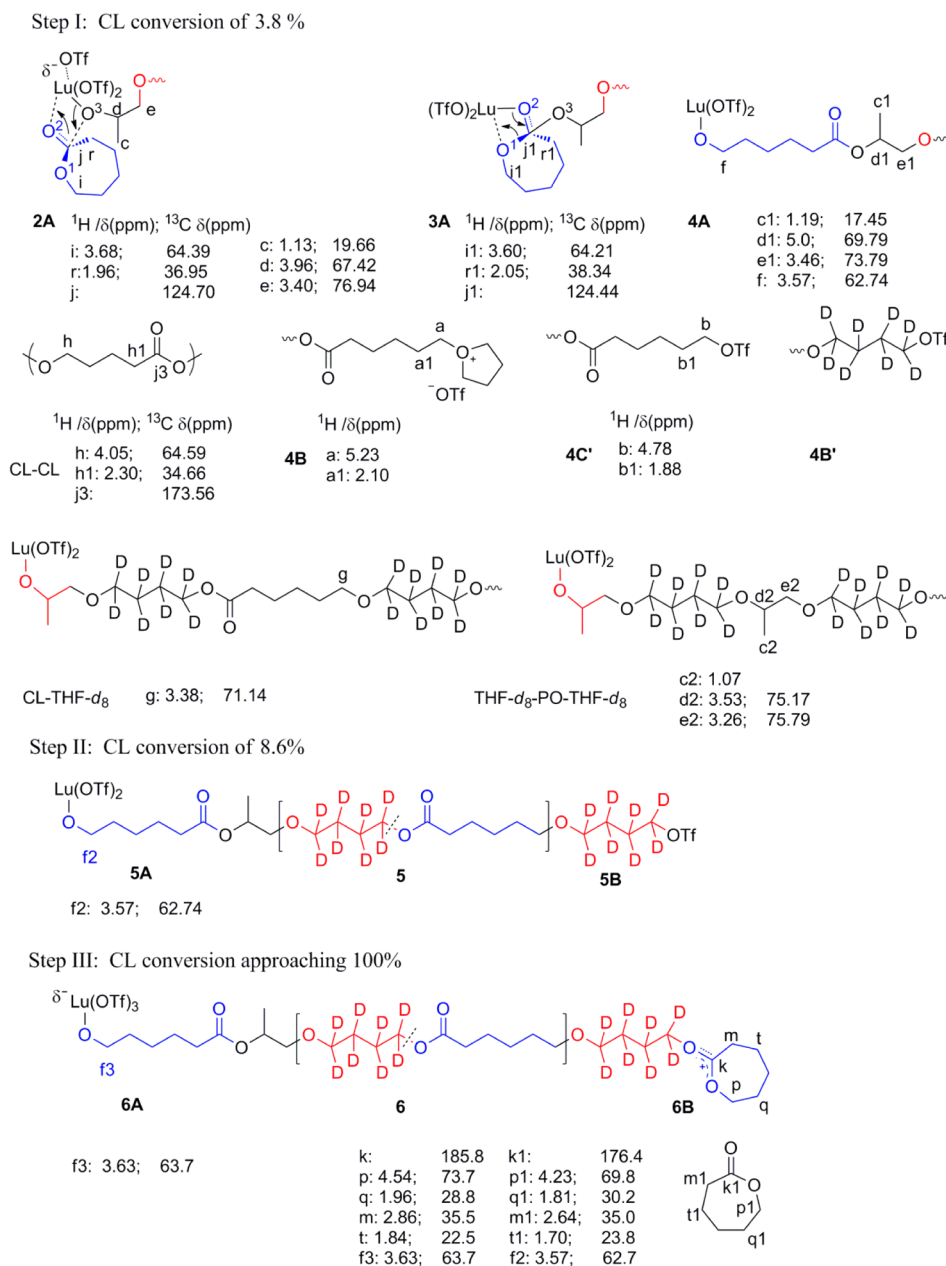 Step I: CL conversion of 3.8 %
δ⁻ OTf
Lu(OTf)₂
O
O³
d
e
O²
c
j
r
O¹
i
(TfO)₂Lu
O²
O³
O
O¹
j1
r1
i1
Lu(OTf)₂
O
O
c1
O
O
d1
e1
f
2A ¹H /δ(ppm); ¹³C δ(ppm)
i: 3.68; 64.39
r:1.96; 36.95
j: 124.70
c: 1.13; 19.66
d: 3.96; 67.42
e: 3.40; 76.94
3A ¹H /δ(ppm); ¹³C δ(ppm)
i1: 3.60; 64.21
r1: 2.05; 38.34
j1: 124.44
4A
c1: 1.19; 17.45
d1: 5.0; 69.79
e1: 3.46; 73.79
f: 3.57; 62.74
h
O
h1
O
j3
O
O
O
a
a1
O
+
⁻OTf
O
O
b
b1
OTf
D D D D
O
OTf
D D D D
¹H /δ(ppm); ¹³C δ(ppm)
CL-CL
h: 4.05; 64.59
h1: 2.30; 34.66
j3: 173.56
4B
¹H /δ(ppm)
a: 5.23
a1: 2.10
4C'
¹H /δ(ppm)
b: 4.78
b1: 1.88
4B'
Lu(OTf)₂
O
O
D D D D
D D D D
O
O
g
O
D D D D
D D D D
O
Lu(OTf)₂
O
O
D D D D
D D D D
O
d2
e2
c2
O
D D D D
D D D D
O
CL-THF-d₈ g: 3.38; 71.14
THF-d₈-PO-THF-d₈
c2: 1.07
d2: 3.53; 75.17
e2: 3.26; 75.79
Step II: CL conversion of 8.6%
Lu(OTf)₂
O
f2
O
O
O
D D D D
D D D D
O
O
O
D D D D
D D D D
OTf
5A 5 5B
f2: 3.57; 62.74
Step III: CL conversion approaching 100%
δ⁻ Lu(OTf)₃
O
f3
O
O
O
D D D D
D D D D
O
O
O
D D D D
D D D D
O
+
O
m
t
k
p
q
6A 6 6B
f3: 3.63; 63.7
k: 185.8 k1: 176.4
p: 4.54; 73.7 p1: 4.23; 69.8
q: 1.96; 28.8 q1: 1.81; 30.2
m: 2.86; 35.5 m1: 2.64; 35.0
t: 1.84; 22.5 t1: 1.70; 23.8
f3: 3.63; 63.7 f2: 3.57; 62.7
O
m1
k1
O
t1
p1
q1